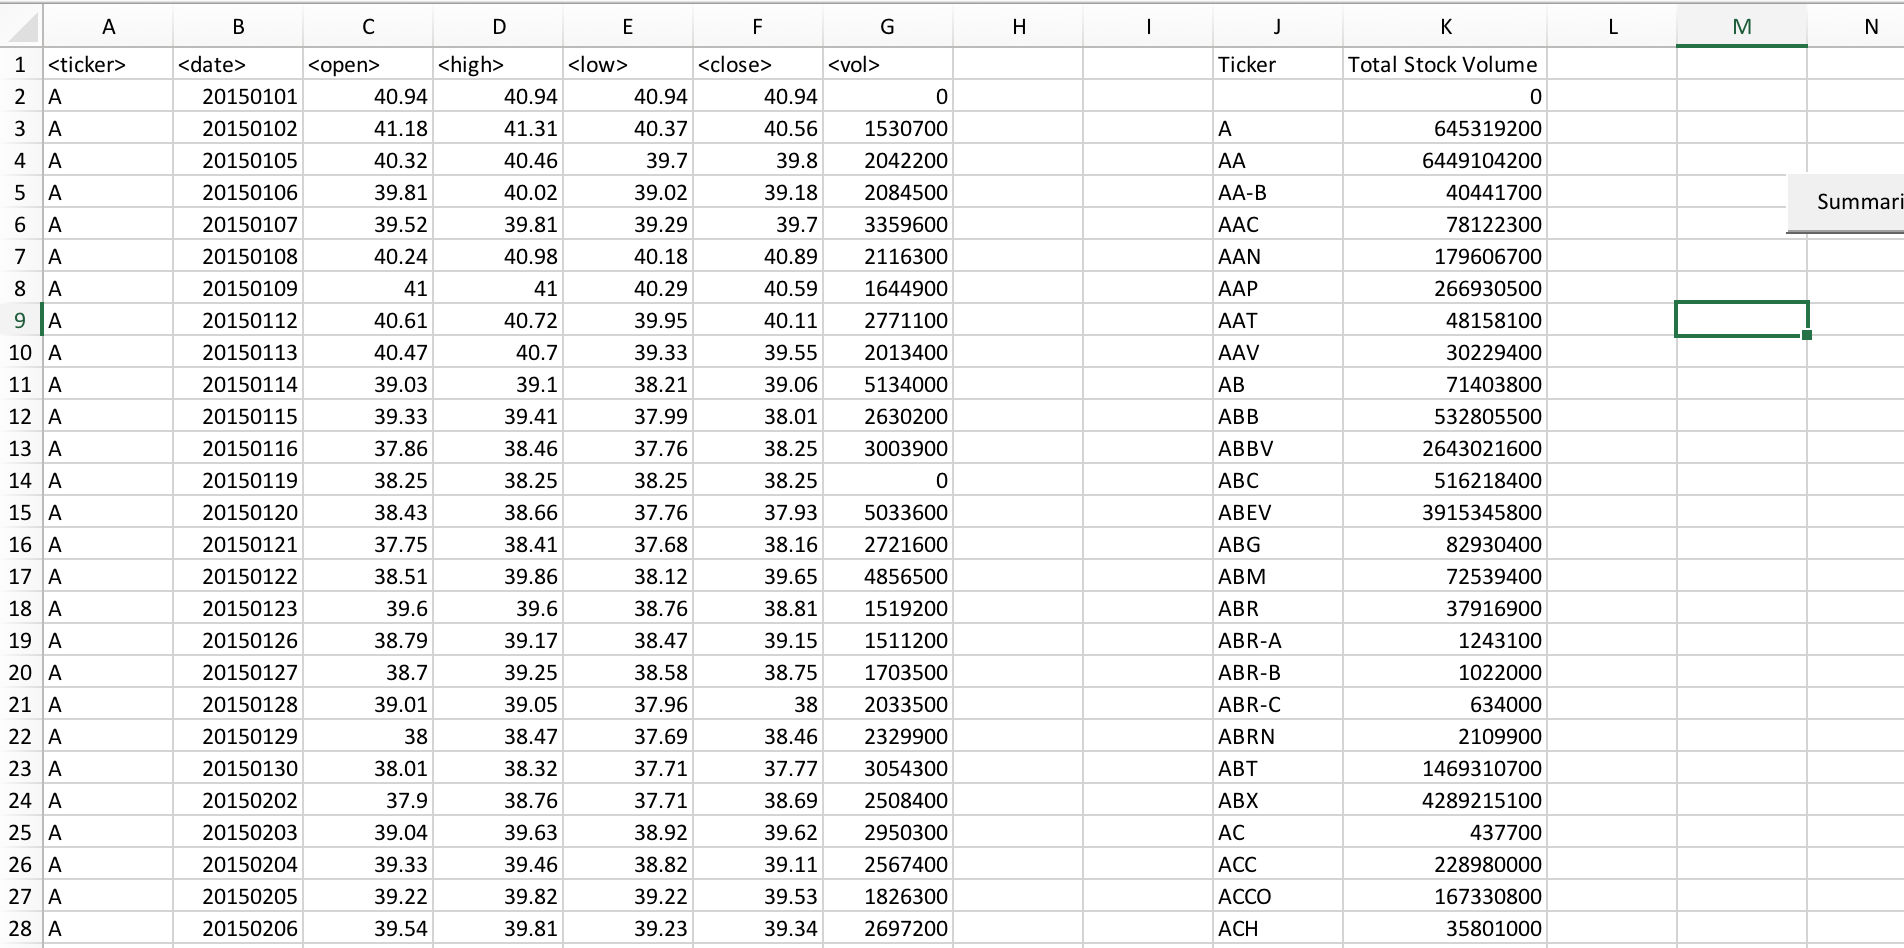 A B C D E F G H I J K L M N
1 <ticker> <date> <open> <high> <low> <close> <vol> Ticker Total Stock Volume
2 A 20150101 40.94 40.94 40.94 40.94 0 0
3 A 20150102 41.18 41.31 40.37 40.56 1530700 A 645319200
4 A 20150105 40.32 40.46 39.7 39.8 2042200 AA 6449104200
5 A 20150106 39.81 40.02 39.02 39.18 2084500 AA-B 40441700
Summari
6 A 20150107 39.52 39.81 39.29 39.7 3359600 AAC 78122300
7 A 20150108 40.24 40.98 40.18 40.89 2116300 AAN 179606700
8 A 20150109 41 41 40.29 40.59 1644900 AAP 266930500
9 A 20150112 40.61 40.72 39.95 40.11 2771100 AAT 48158100
10 A 20150113 40.47 40.7 39.33 39.55 2013400 AAV 30229400
11 A 20150114 39.03 39.1 38.21 39.06 5134000 AB 71403800
12 A 20150115 39.33 39.41 37.99 38.01 2630200 ABB 532805500
13 A 20150116 37.86 38.46 37.76 38.25 3003900 ABBV 2643021600
14 A 20150119 38.25 38.25 38.25 38.25 0 ABC 516218400
15 A 20150120 38.43 38.66 37.76 37.93 5033600 ABEV 3915345800
16 A 20150121 37.75 38.41 37.68 38.16 2721600 ABG 82930400
17 A 20150122 38.51 39.86 38.12 39.65 4856500 ABM 72539400
18 A 20150123 39.6 39.6 38.76 38.81 1519200 ABR 37916900
19 A 20150126 38.79 39.17 38.47 39.15 1511200 ABR-A 1243100
20 A 20150127 38.7 39.25 38.58 38.75 1703500 ABR-B 1022000
21 A 20150128 39.01 39.05 37.96 38 2033500 ABR-C 634000
22 A 20150129 38 38.47 37.69 38.46 2329900 ABRN 2109900
23 A 20150130 38.01 38.32 37.71 37.77 3054300 ABT 1469310700
24 A 20150202 37.9 38.76 37.71 38.69 2508400 ABX 4289215100
25 A 20150203 39.04 39.63 38.92 39.62 2950300 AC 437700
26 A 20150204 39.33 39.46 38.82 39.11 2567400 ACC 228980000
27 A 20150205 39.22 39.82 39.22 39.53 1826300 ACCO 167330800
28 A 20150206 39.54 39.81 39.23 39.34 2697200 ACH 35801000